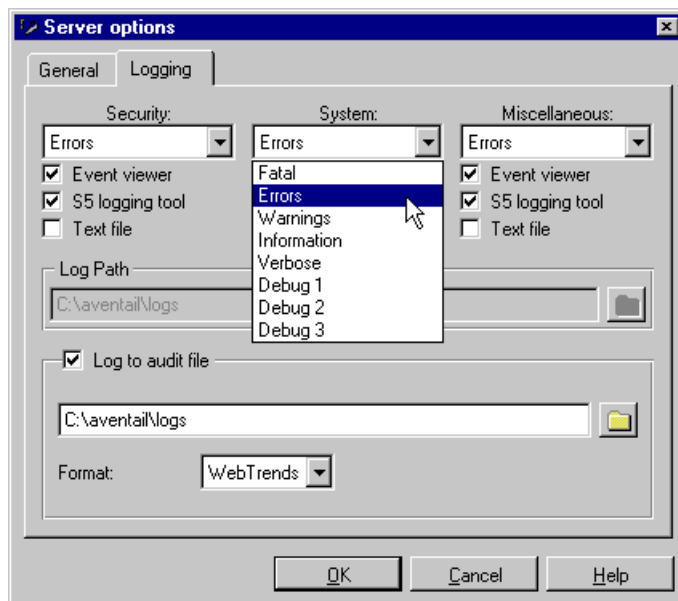 Server options
General Logging
Security: System: Miscellaneous:
Errors Errors Errors
Event viewer Fatal Event viewer
S5 logging tool Errors S5 logging tool
Text file Warnings Text file
Information
Log Path Verbose
C:\aventail\logs Debug 1
Debug 2
Debug 3
Log to audit file
C:\aventail\logs
Format: WebTrends
OK Cancel Help